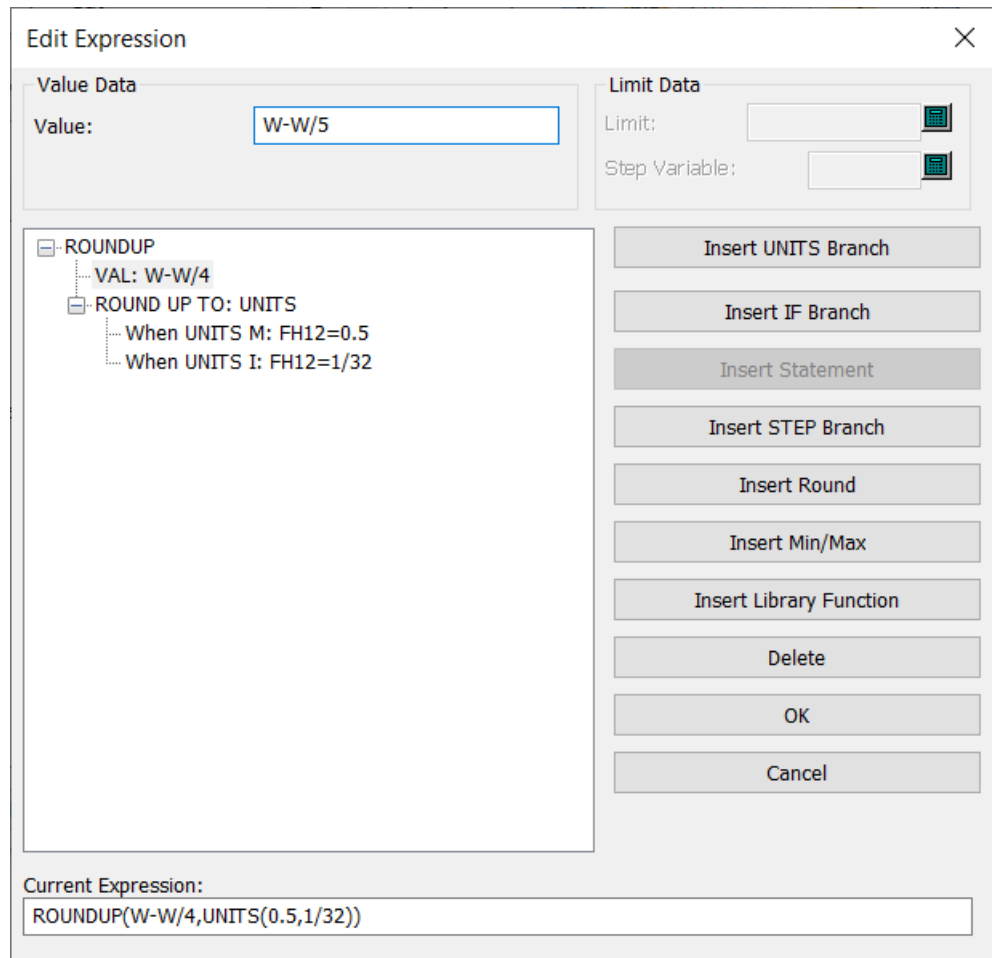 Edit Expression
Value Data
Value:
W-W/5
Limit Data
Limit:
Step Variable:
ROUNDUP
VAL: W-W/4
ROUND UP TO: UNITS
When UNITS M: FH12=0.5
When UNITS I: FH12=1/32
Insert UNITS Branch
Insert IF Branch
Insert Statement
Insert STEP Branch
Insert Round
Insert Min/Max
Insert Library Function
Delete
OK
Cancel
Current Expression:
ROUNDUP(W-W/4,UNITS(0.5,1/32))